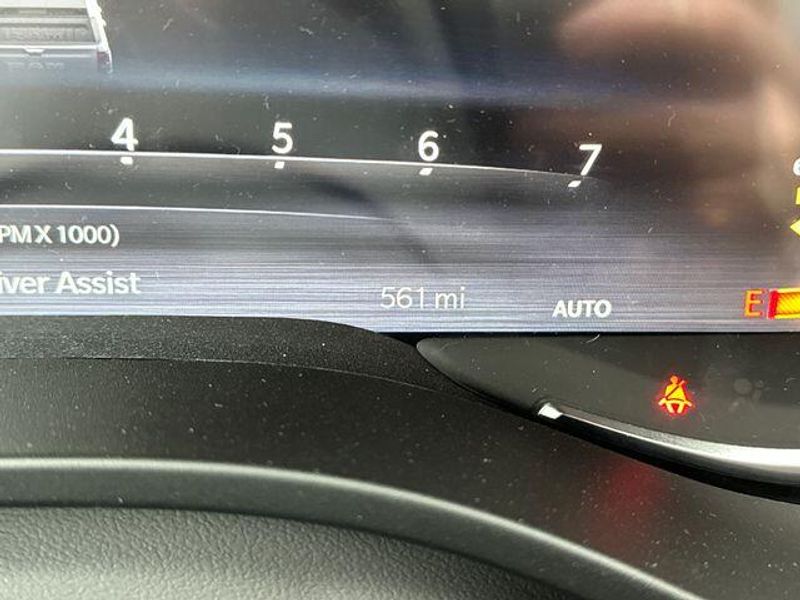 4 5 6 7
PM X 1000)
iver Assist
561 mi
AUTO
E